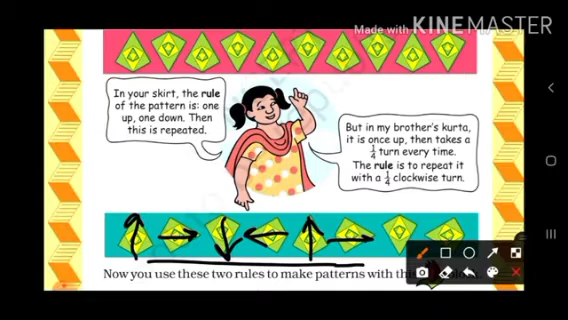 Made with KINEMASTER
In your skirt, the rule
of the pattern is: one
up, one down. Then
this is repeated.
But in my brother's kurta,
it is once up, then takes a
1/4 turn every time.
The rule is to repeat it
with a 1/4 clockwise turn.
Now you use these two rules to make patterns with this